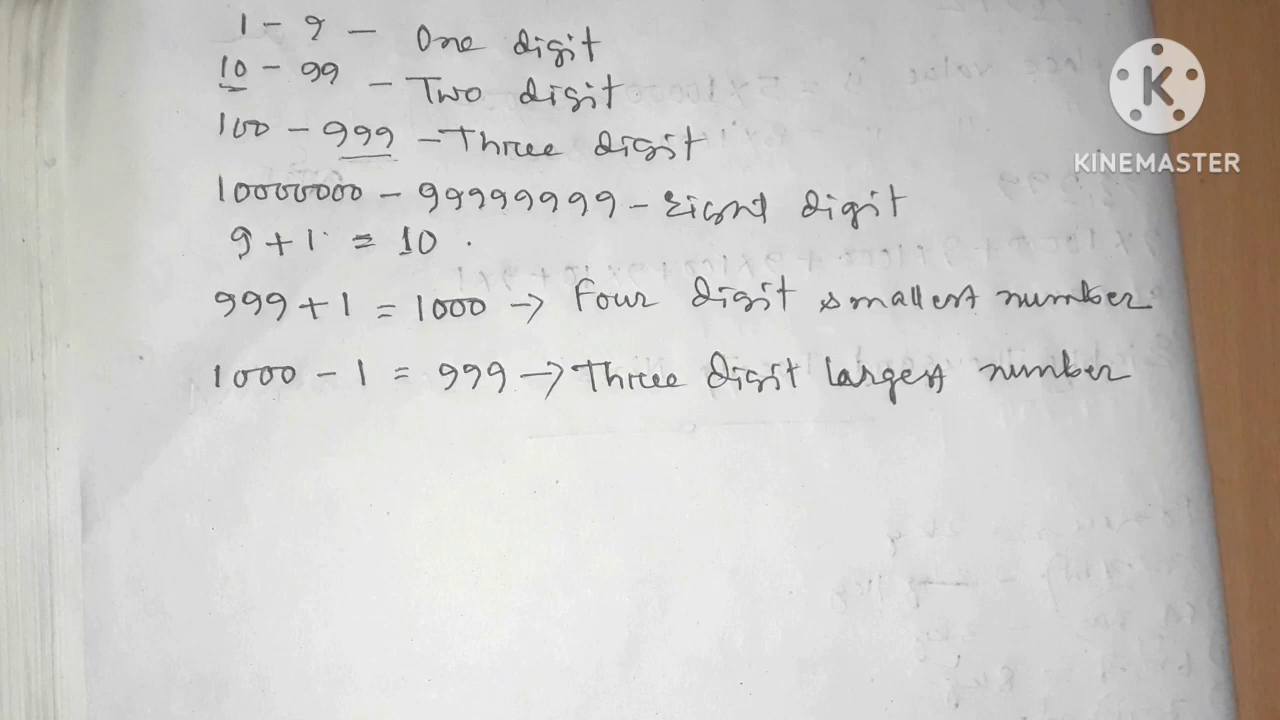 1 - 9 - One digit
10 - 99 - Two digit
100 - 999 - Three digit
10000000 - 99999999 - Eight digit
9 + 1 = 10 .
999 + 1 = 1000 → Four digit smallest number
1000 - 1 = 999 → Three digit largest number
K
KINEMASTER